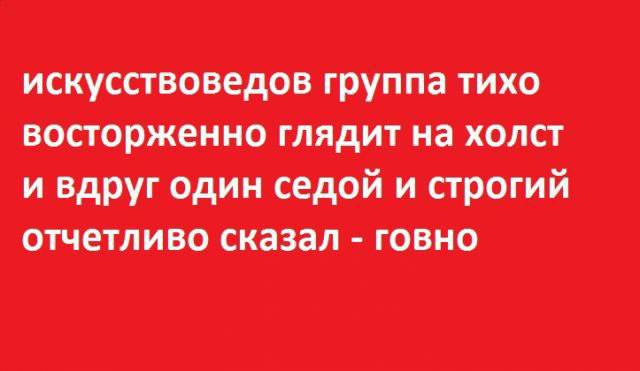 искусствоведов группа тихо
восторженно глядит на холст
и вдруг один седой и строгий
отчетливо сказал - говно